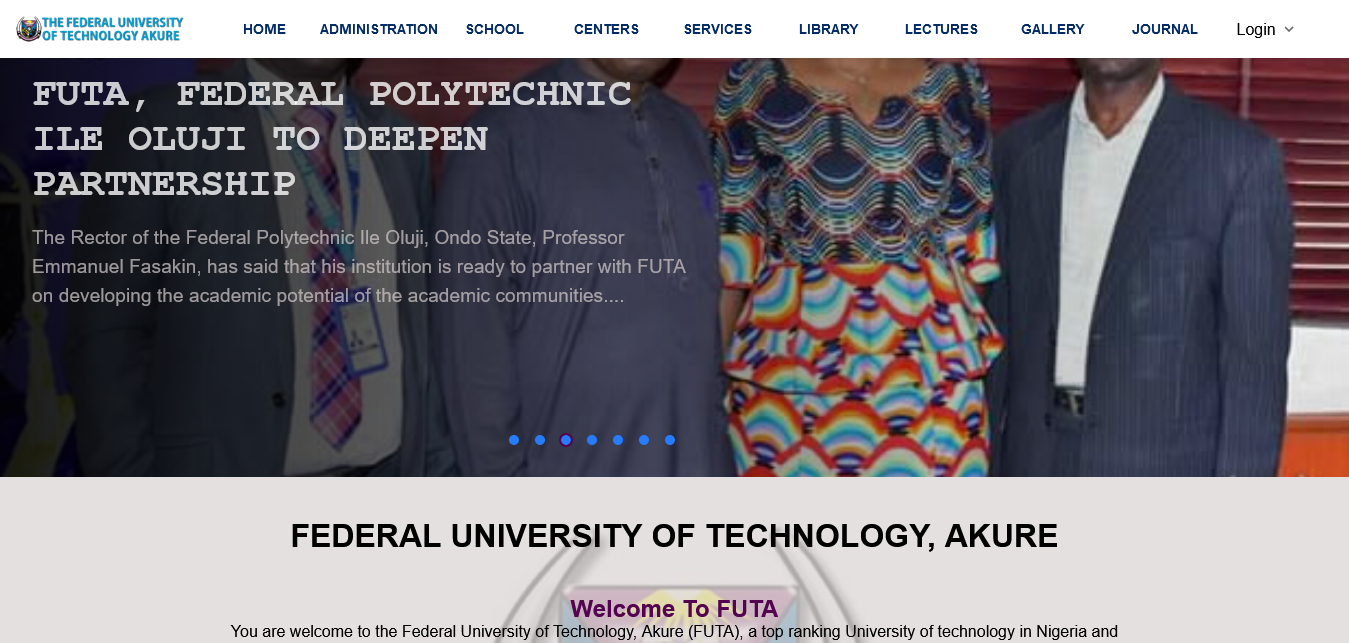 THE FEDERAL UNIVERSITY
OF TECHNOLOGY AKURE
HOME ADMINISTRATION SCHOOL CENTERS SERVICES LIBRARY LECTURES GALLERY JOURNAL Login
FUTA, FEDERAL POLYTECHNIC
ILE OLUJI TO DEEPEN
PARTNERSHIP
The Rector of the Federal Polytechnic Ile Oluji, Ondo State, Professor
Emmanuel Fasakin, has said that his institution is ready to partner with FUTA
on developing the academic potential of the academic communities....
FEDERAL UNIVERSITY OF TECHNOLOGY, AKURE
Welcome To FUTA
You are welcome to the Federal University of Technology, Akure (FUTA), a top ranking University of technology in Nigeria and